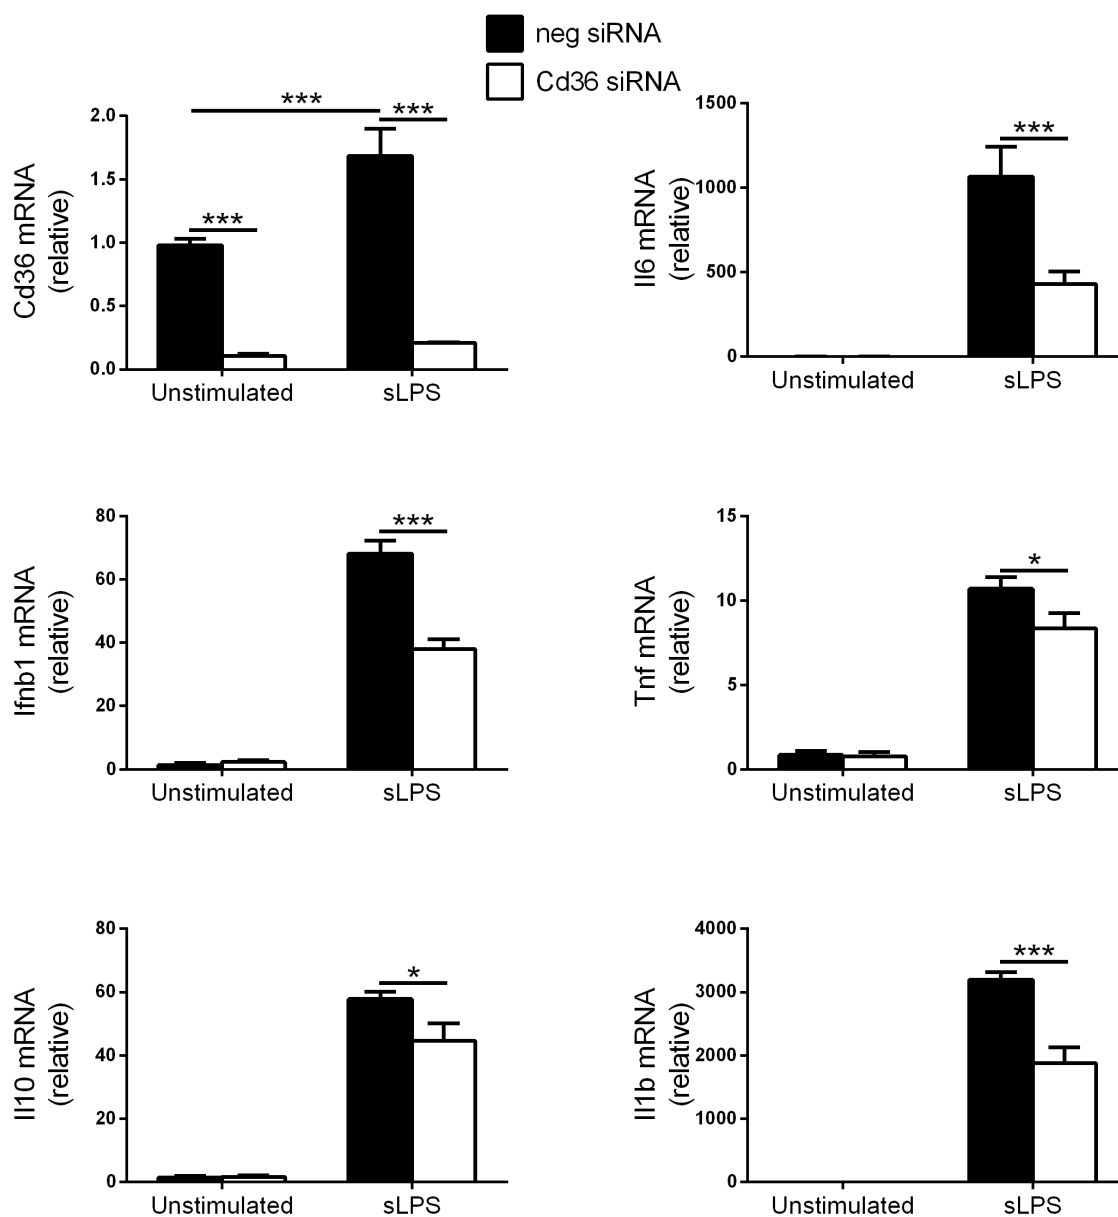 neg siRNA
Cd36 siRNA
Cd36 mRNA
(relative)
2.0
1.5
1.0
0.5
0.0
***
***
***
Unstimulated
sLPS
Il6 mRNA
(relative)
1500
1000
500
0
***
Unstimulated
sLPS
Ifnb1 mRNA
(relative)
80
60
40
20
0
***
Unstimulated
sLPS
Tnf mRNA
(relative)
15
10
5
0
*
Unstimulated
sLPS
Il10 mRNA
(relative)
80
60
40
20
0
*
Unstimulated
sLPS
Il1b mRNA
(relative)
4000
3000
2000
1000
0
***
Unstimulated
sLPS